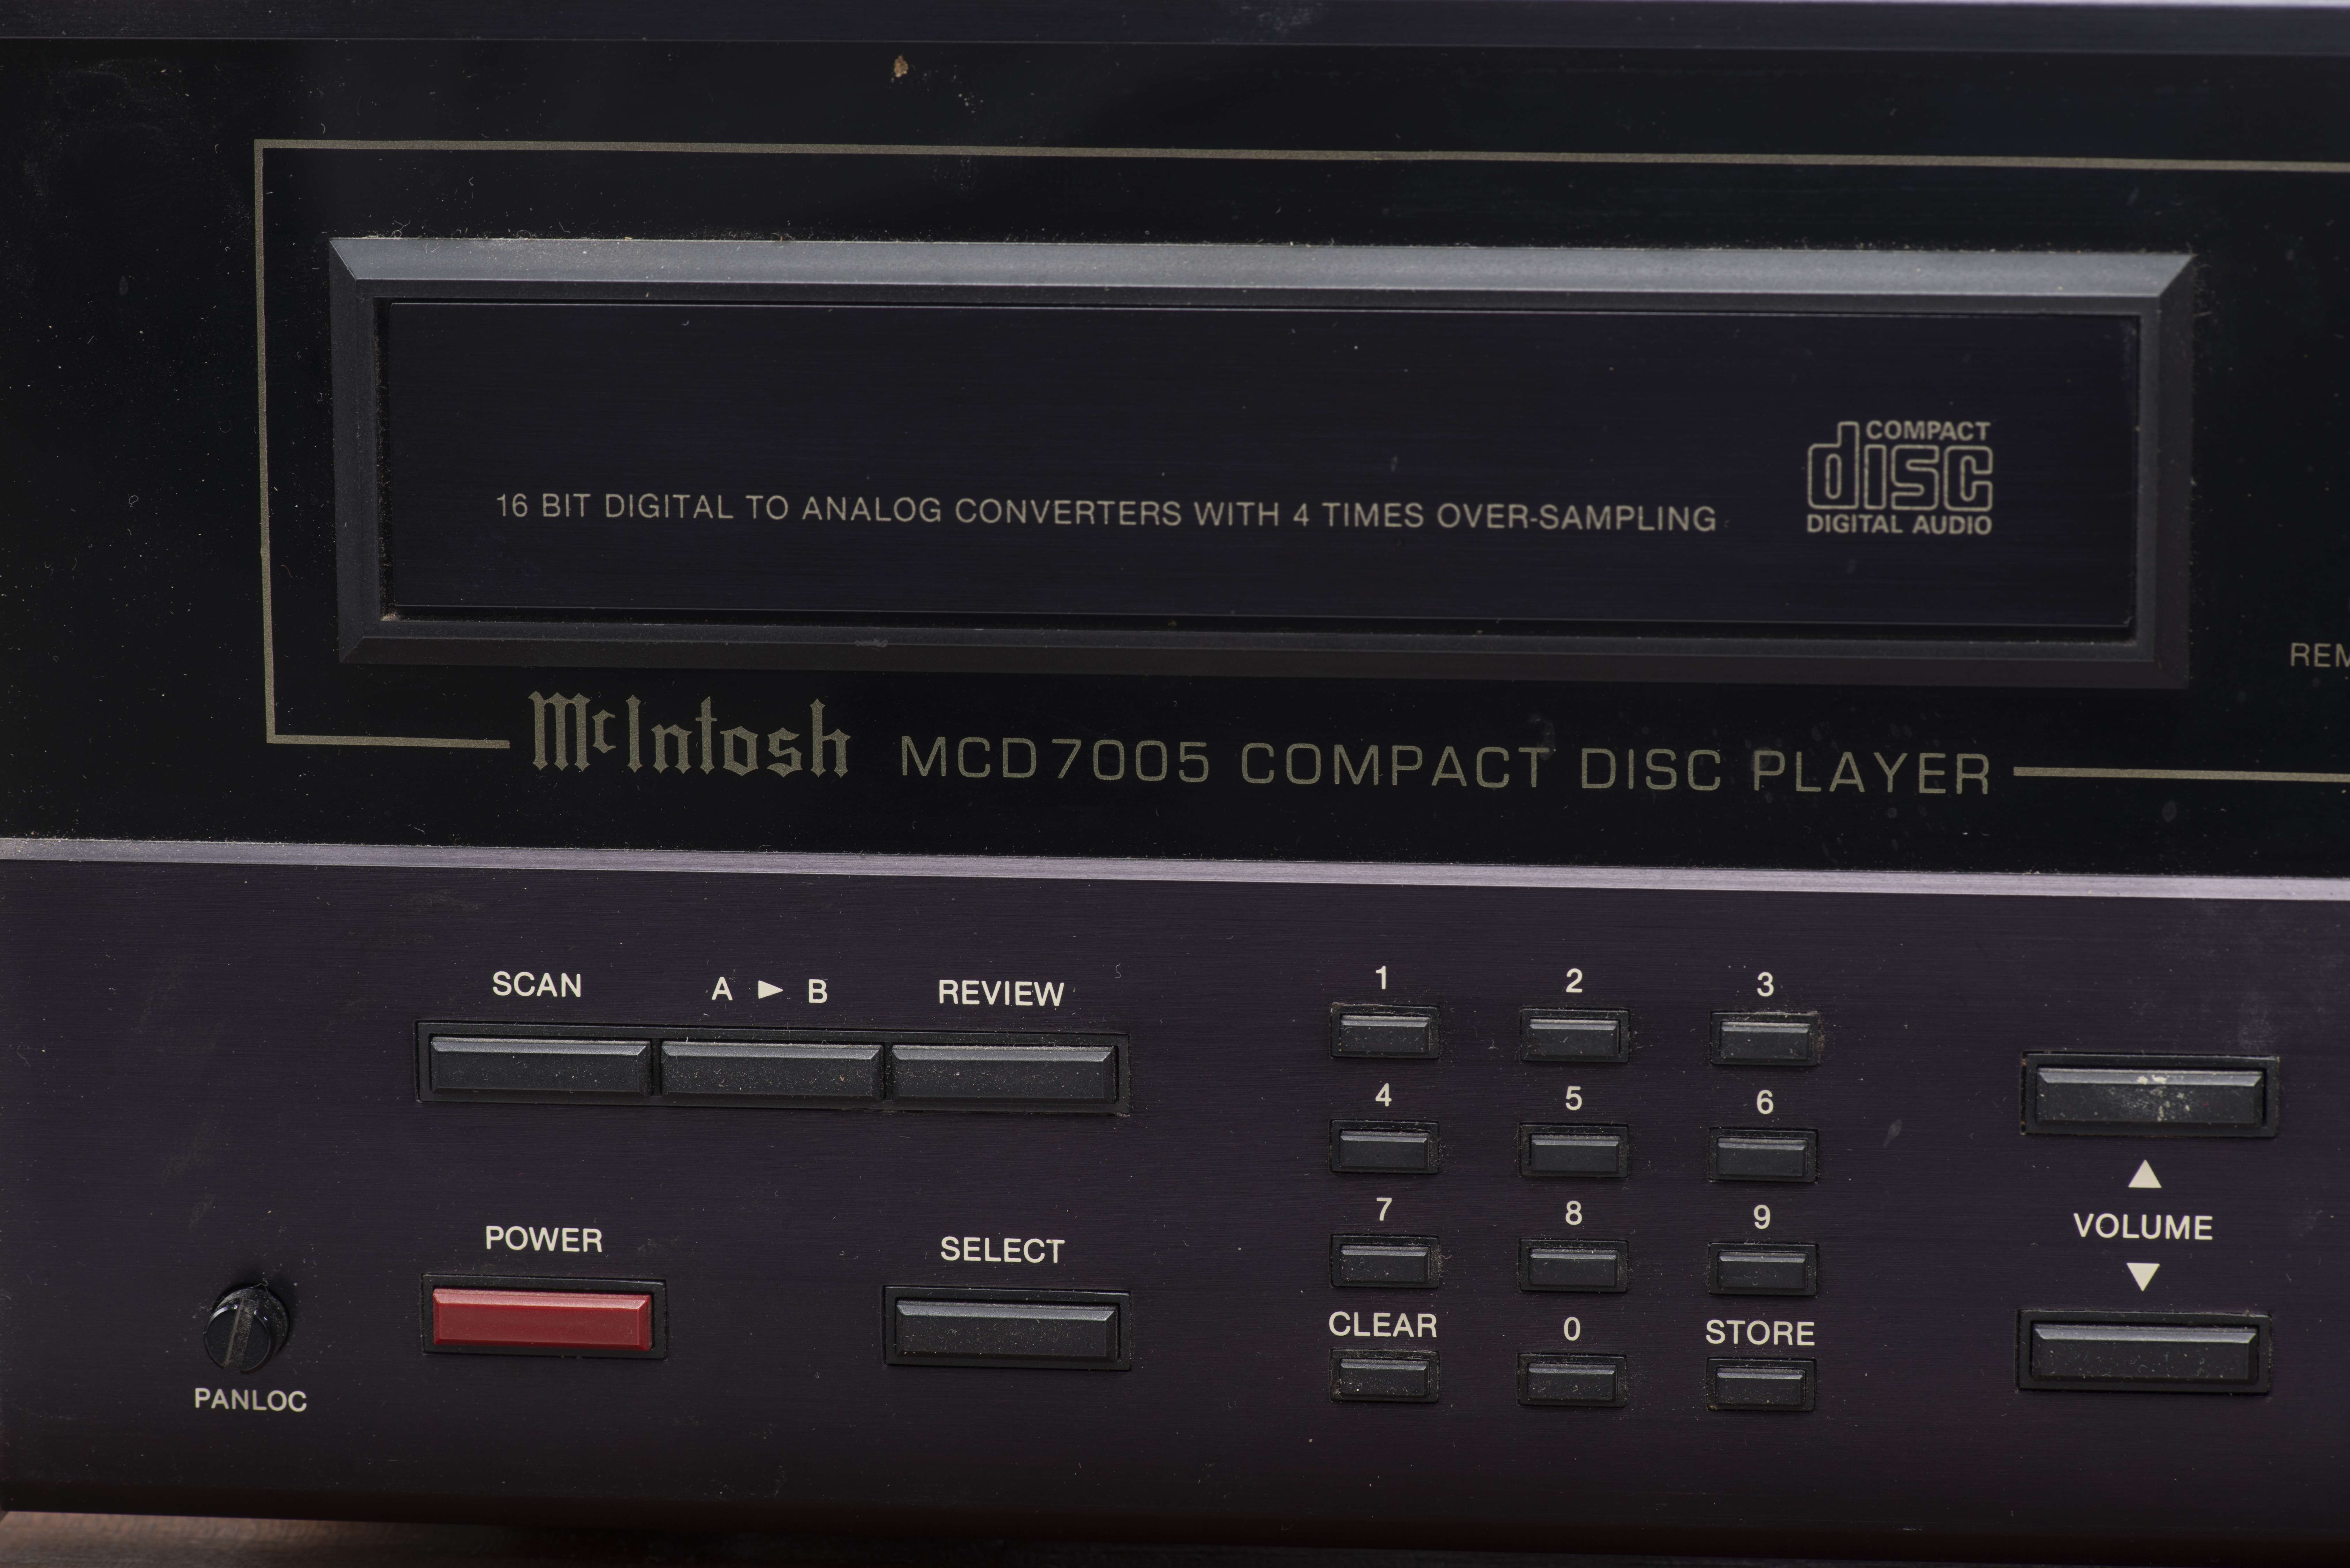 COMPACT
disc
DIGITAL AUDIO
16 BIT DIGITAL TO ANALOG CONVERTERS WITH 4 TIMES OVER-SAMPLING
REM
McIntosh MCD7005 COMPACT DISC PLAYER
SCAN A ► B REVIEW
1 2 3
4 5 6
7 8 9
CLEAR 0 STORE
VOLUME
POWER SELECT
PANLOC